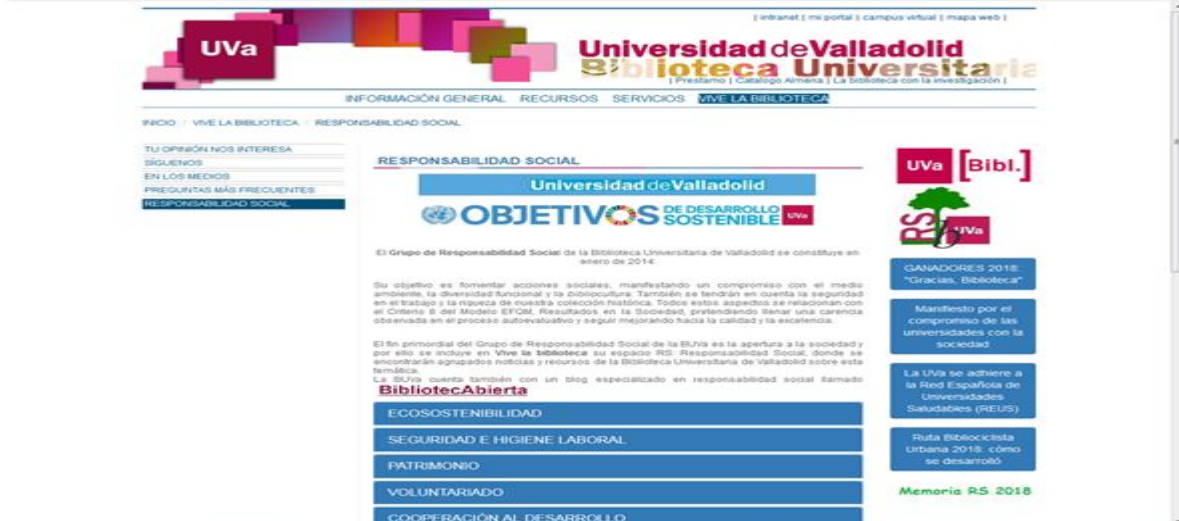 | intranet | mi portal | campus virtual | mapa web |
UVa
Universidad deValladolid
Biblioteca Universitaria
| Préstamo | Catálogo Almena | La biblioteca con la investigación |
INFORMACIÓN GENERAL RECURSOS SERVICIOS VIVE LA BIBLIOTECA
INICIO / VIVE LA BIBLIOTECA / RESPONSABILIDAD SOCIAL
TU OPINIÓN NOS INTERESA
SÍGUENOS
EN LOS MEDIOS
PREGUNTAS MÁS FRECUENTES
RESPONSABILIDAD SOCIAL
RESPONSABILIDAD SOCIAL
Universidad deValladolid
OBJETIVOS DE DESARROLLO SOSTENIBLE UVa
El Grupo de Responsabilidad Social de la Biblioteca Universitaria de Valladolid se constituye en
enero de 2014.
Su objetivo es fomentar acciones sociales, manifestando un compromiso con el medio
ambiente, la diversidad funcional y la bibliocultura. También se tendrán en cuenta la seguridad
en el trabajo y la riqueza de nuestra colección histórica. Todos estos aspectos se relacionan con
el Criterio 8 del Modelo EFQM, Resultados en la Sociedad, pretendiendo llenar una carencia
observada en el proceso autoevaluativo y seguir mejorando hacia la calidad y la excelencia.
El fin primordial del Grupo de Responsabilidad Social de la BUVa es la apertura a la sociedad y
por ello se incluye en Vive la biblioteca su espacio RS: Responsabilidad Social, donde se
encontrarán agrupados noticias y recursos de la Biblioteca Universitaria de Valladolid sobre esta
temática.
La BUVa cuenta también con un blog especializado en responsabilidad social llamado
BibliotecAbierta
ECOSOSTENIBILIDAD
SEGURIDAD E HIGIENE LABORAL
PATRIMONIO
VOLUNTARIADO
COOPERACIÓN AL DESARROLLO
UVa [Bibl.]
RS b UVa
GANADORES 2018:
"Gracias, Biblioteca"
Manifiesto por el
compromiso de las
universidades con la
sociedad
La UVa se adhiere a
la Red Española de
Universidades
Saludables (REUS)
Ruta Bibliociclista
Urbana 2018: cómo
se desarrolló
Memoria RS 2018